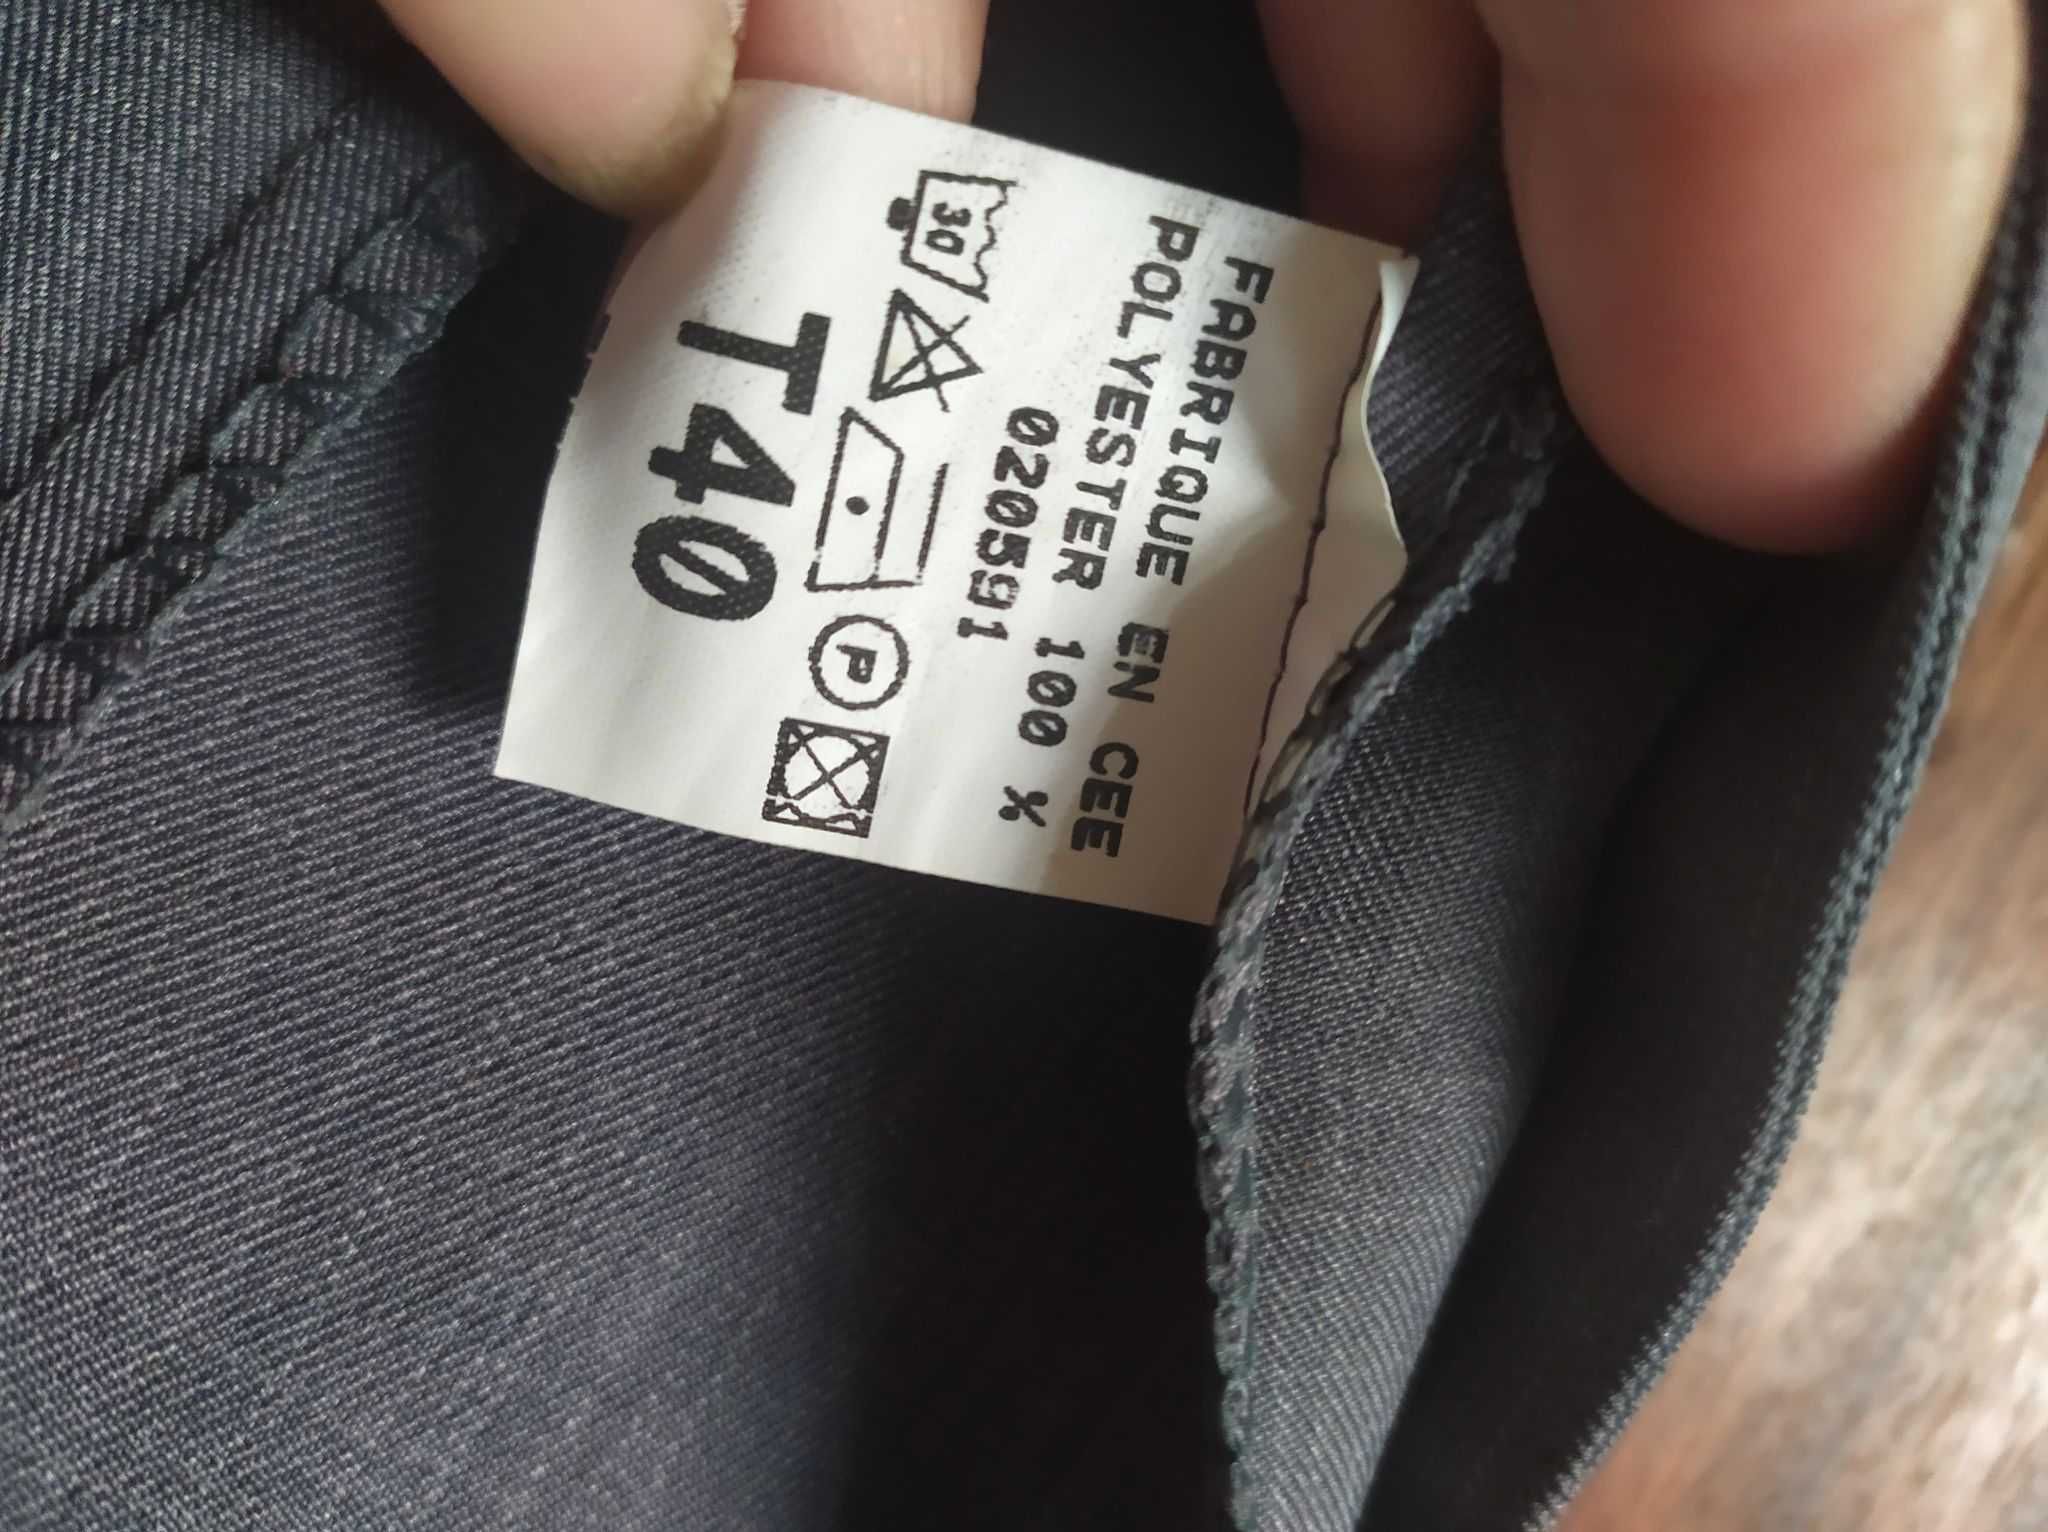 FABRIQUE EN CEE
POLYESTER 100 %
020591
30 P
T40